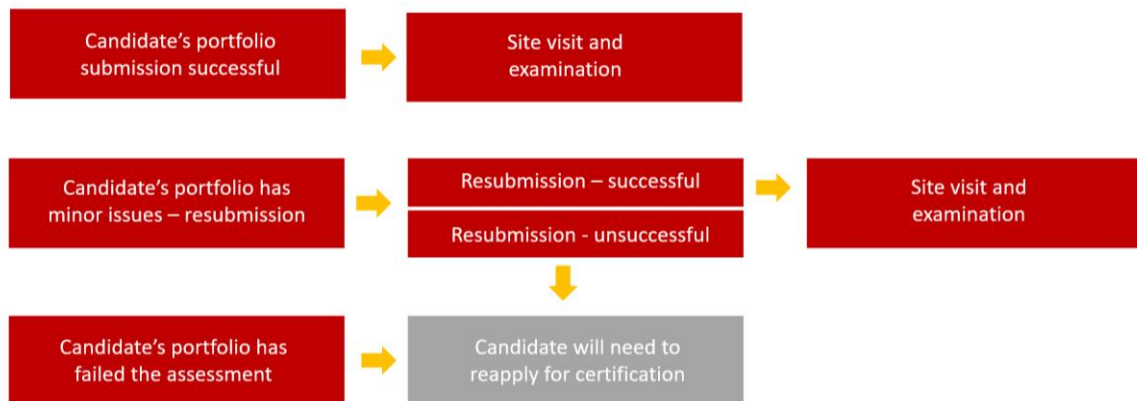 Candidate’s portfolio
submission successful
Site visit and
examination
Candidate’s portfolio has
minor issues – resubmission
Resubmission – successful
Resubmission - unsuccessful
Site visit and
examination
Candidate’s portfolio has
failed the assessment
Candidate will need to
reapply for certification